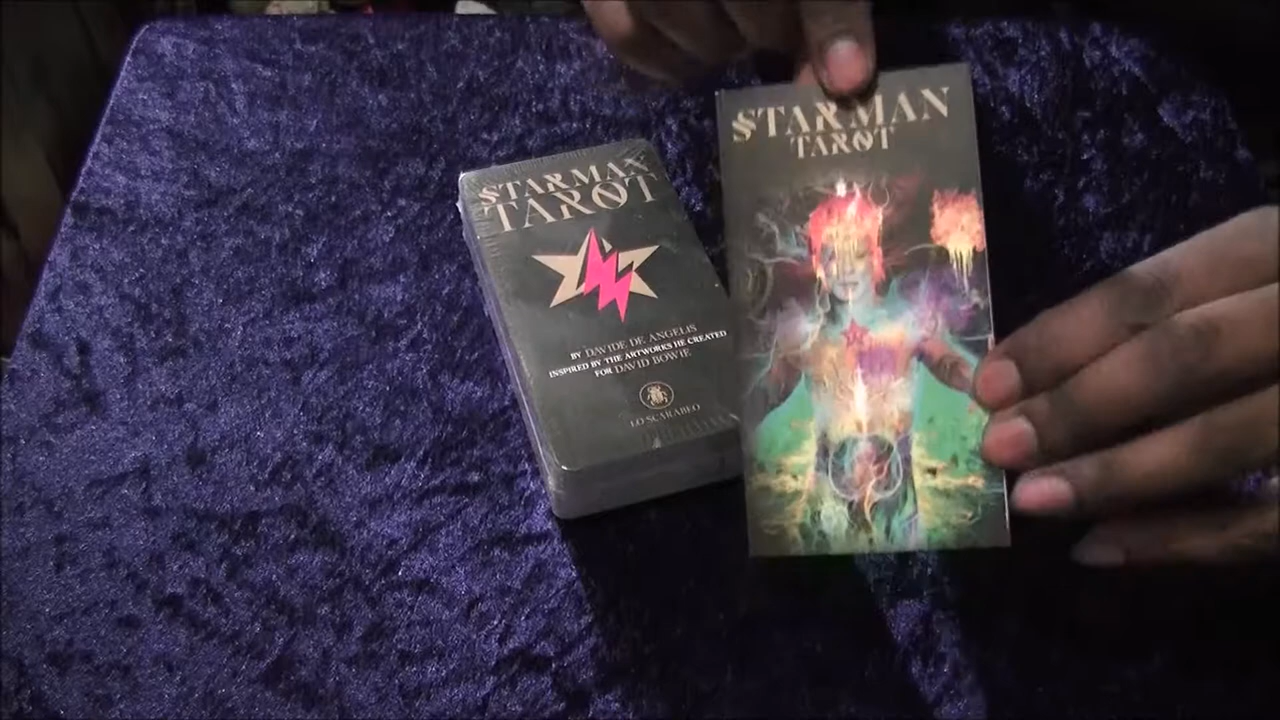 STARMAN
TAROT
BY DAVIDE DE ANGELIS
INSPIRED BY THE ARTWORKS HE CREATED
FOR DAVID BOWIE
LO SCARABEO
STARMAN
TAROT